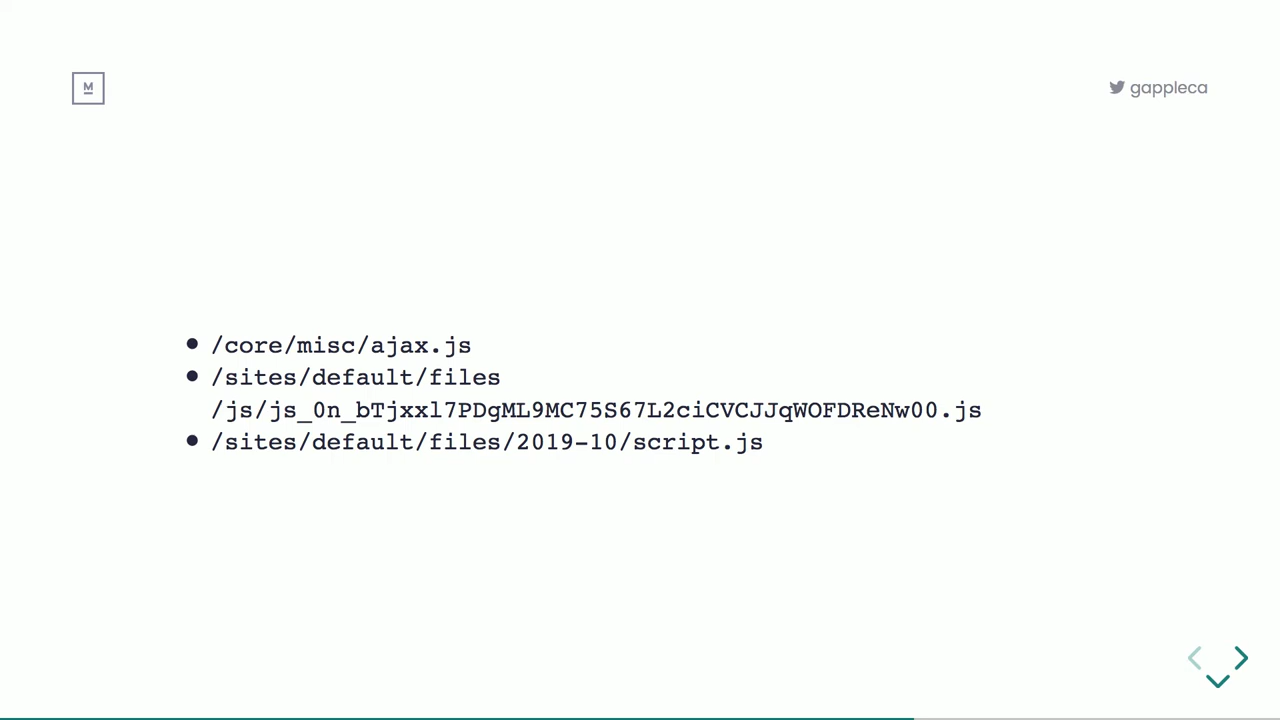 M
gappleca
/core/misc/ajax.js
/sites/default/files
/js/js_0n_bTjxxl7PDgML9MC75S67L2ciCVCJJqWOFDReNw00.js
/sites/default/files/2019-10/script.js